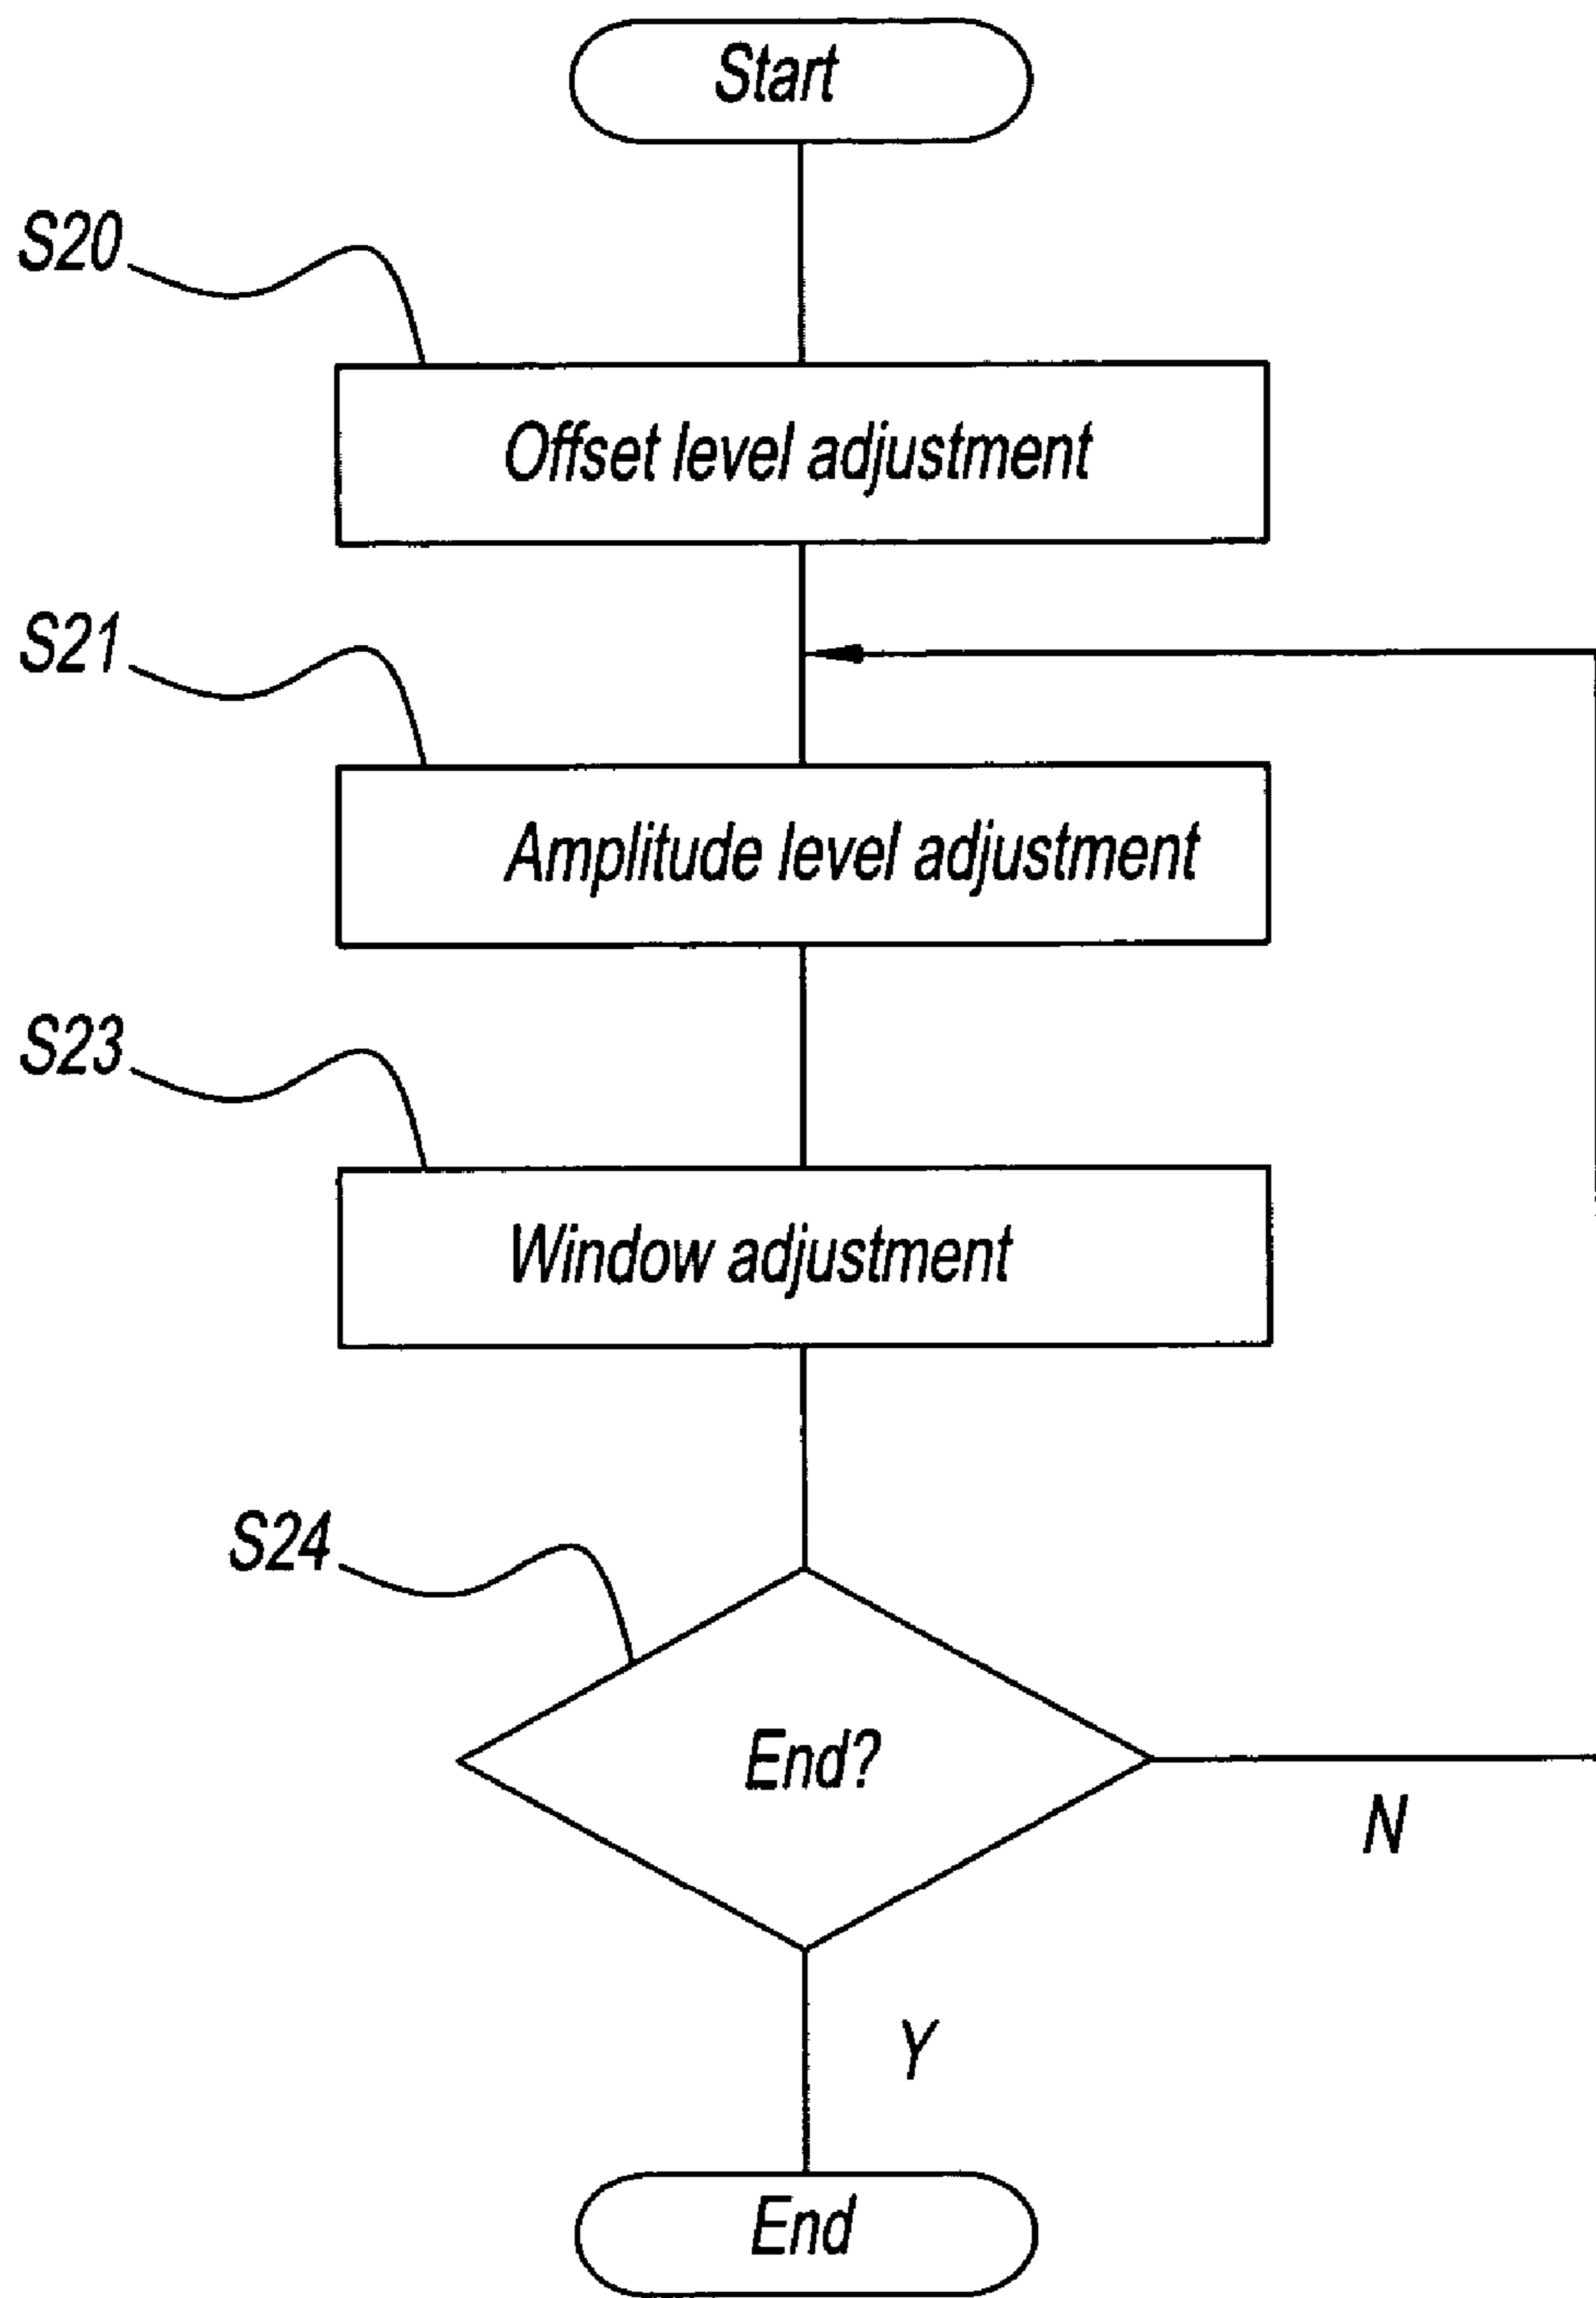 Start
S20
Offset level adjustment
S21
Amplitude level adjustment
S23
Window adjustment
S24
End?
N
Y
End